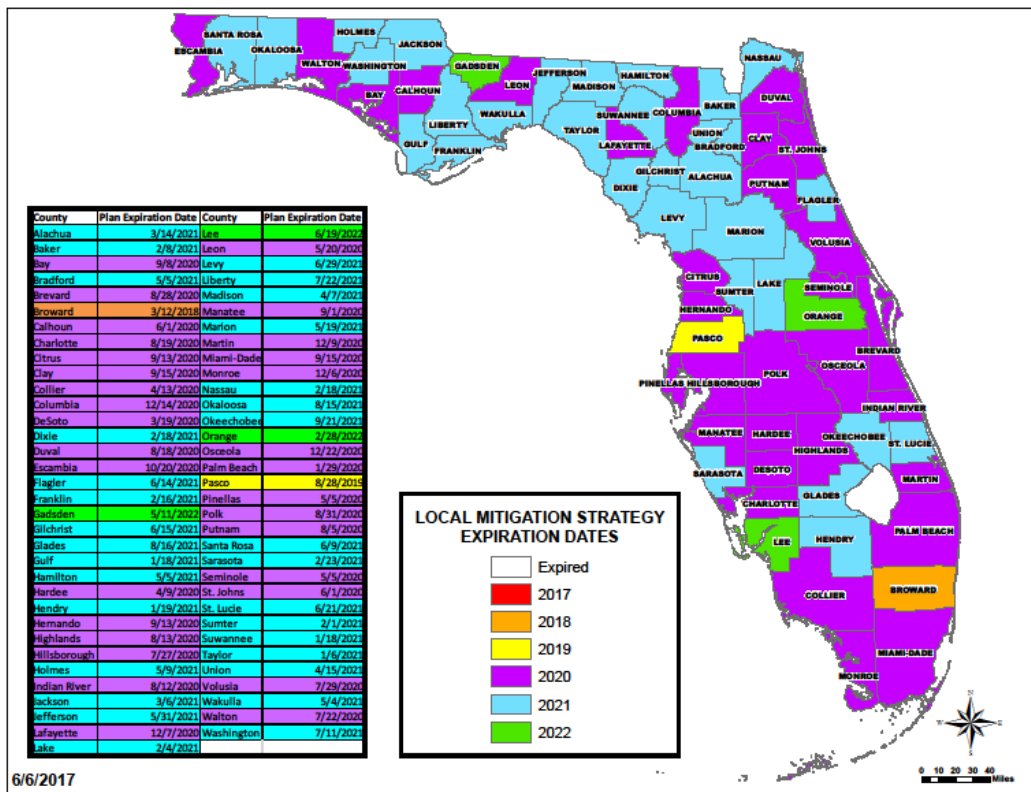 SANTA ROSA
HOLMES
JACKSON
ESCAMBIA
OKALOOSA
WALTON
WASHINGTON
GADSDEN
NASSAU
BAY
CALHOUN
LEON
JEFFERSON
HAMILTON
MADISON
DUVAL
LIBERTY
WAKULLA
SUWANNEE
COLUMBIA
BAKER
TAYLOR
UNION
CLAY
GULF
FRANKLIN
LAFAYETTE
BRADFORD
ST. JOHNS
GILCHRIST
ALACHUA
DIXIE
PUTNAM
FLAGLER
LEVY
MARION
VOLUSIA
CITRUS
SUMTER
LAKE
SEMINOLE
HERNANDO
ORANGE
PASCO
BREVARD
OSCEOLA
PINELLAS
HILLSBOROUGH
POLK
INDIAN RIVER
MANATEE
HARDEE
OKEECHOBEE
ST. LUCIE
HIGHLANDS
SARASOTA
DESOTO
MARTIN
CHARLOTTE
GLADES
PALM BEACH
LEE
HENDRY
COLLIER
BROWARD
MIAMI-DADE
MONROE
County Plan Expiration Date County Plan Expiration Date
Alachua 3/14/2021 Lee 6/19/2022
Baker 2/8/2021 Leon 5/20/2020
Bay 9/8/2020 Levy 6/29/2021
Bradford 5/5/2021 Liberty 7/22/2021
Brevard 8/28/2020 Madison 4/7/2021
Broward 3/12/2018 Manatee 9/1/2020
Calhoun 6/1/2020 Marion 5/19/2021
Charlotte 8/19/2020 Martin 12/9/2020
Citrus 9/13/2020 Miami-Dade 9/15/2020
Clay 9/15/2020 Monroe 12/6/2020
Collier 4/13/2020 Nassau 2/18/2021
Columbia 12/14/2020 Okaloosa 8/15/2021
DeSoto 3/19/2020 Okeechobee 9/21/2021
Dixie 2/18/2021 Orange 2/28/2022
Duval 8/18/2020 Osceola 12/22/2020
Escambia 10/20/2020 Palm Beach 1/29/2020
Flagler 6/14/2021 Pasco 8/28/2019
Franklin 2/16/2021 Pinellas 5/5/2020
Gadsden 5/11/2022 Polk 8/31/2020
Gilchrist 6/15/2021 Putnam 8/5/2020
Glades 8/16/2021 Santa Rosa 6/9/2021
Gulf 1/18/2021 Sarasota 2/23/2021
Hamilton 5/5/2021 Seminole 5/5/2020
Hardee 4/9/2020 St. Johns 6/1/2020
Hendry 1/19/2021 St. Lucie 6/21/2021
Hernando 9/13/2020 Sumter 2/1/2021
Highlands 8/13/2020 Suwannee 1/18/2021
Hillsborough 7/27/2020 Taylor 1/6/2021
Holmes 5/9/2021 Union 4/15/2021
Indian River 8/12/2020 Volusia 7/29/2020
Jackson 3/6/2021 Wakulla 5/4/2021
Jefferson 5/31/2021 Walton 7/22/2020
Lafayette 12/7/2020 Washington 7/11/2021
Lake 2/4/2021
LOCAL MITIGATION STRATEGY
EXPIRATION DATES
Expired
2017
2018
2019
2020
2021
2022
N
W E
S
0 10 20 30 40
Miles
6/6/2017